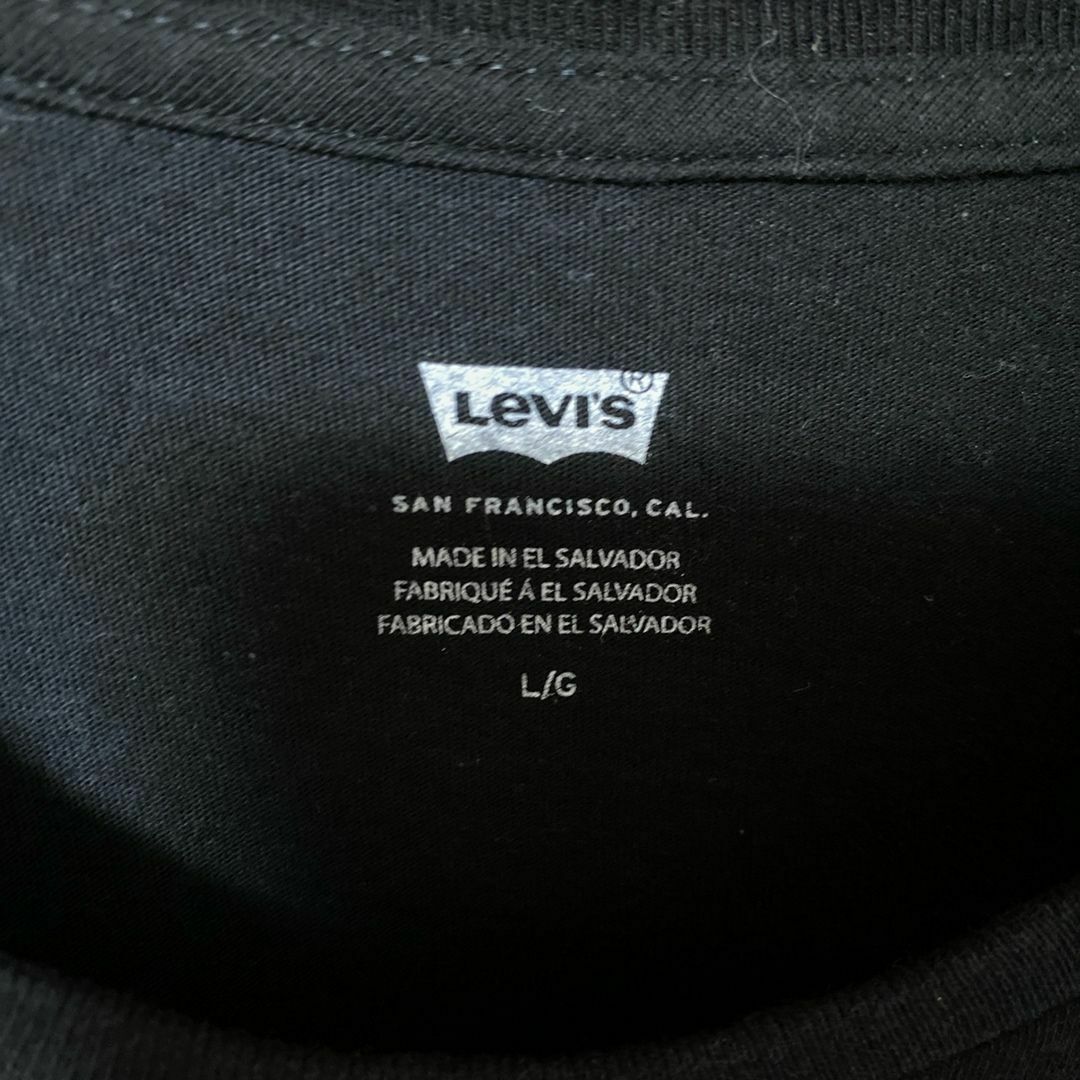 Levi's®
SAN FRANCISCO, CAL.
MADE IN EL SALVADOR
FABRIQUÉ Á EL SALVADOR
FABRICADO EN EL SALVADOR
L/G